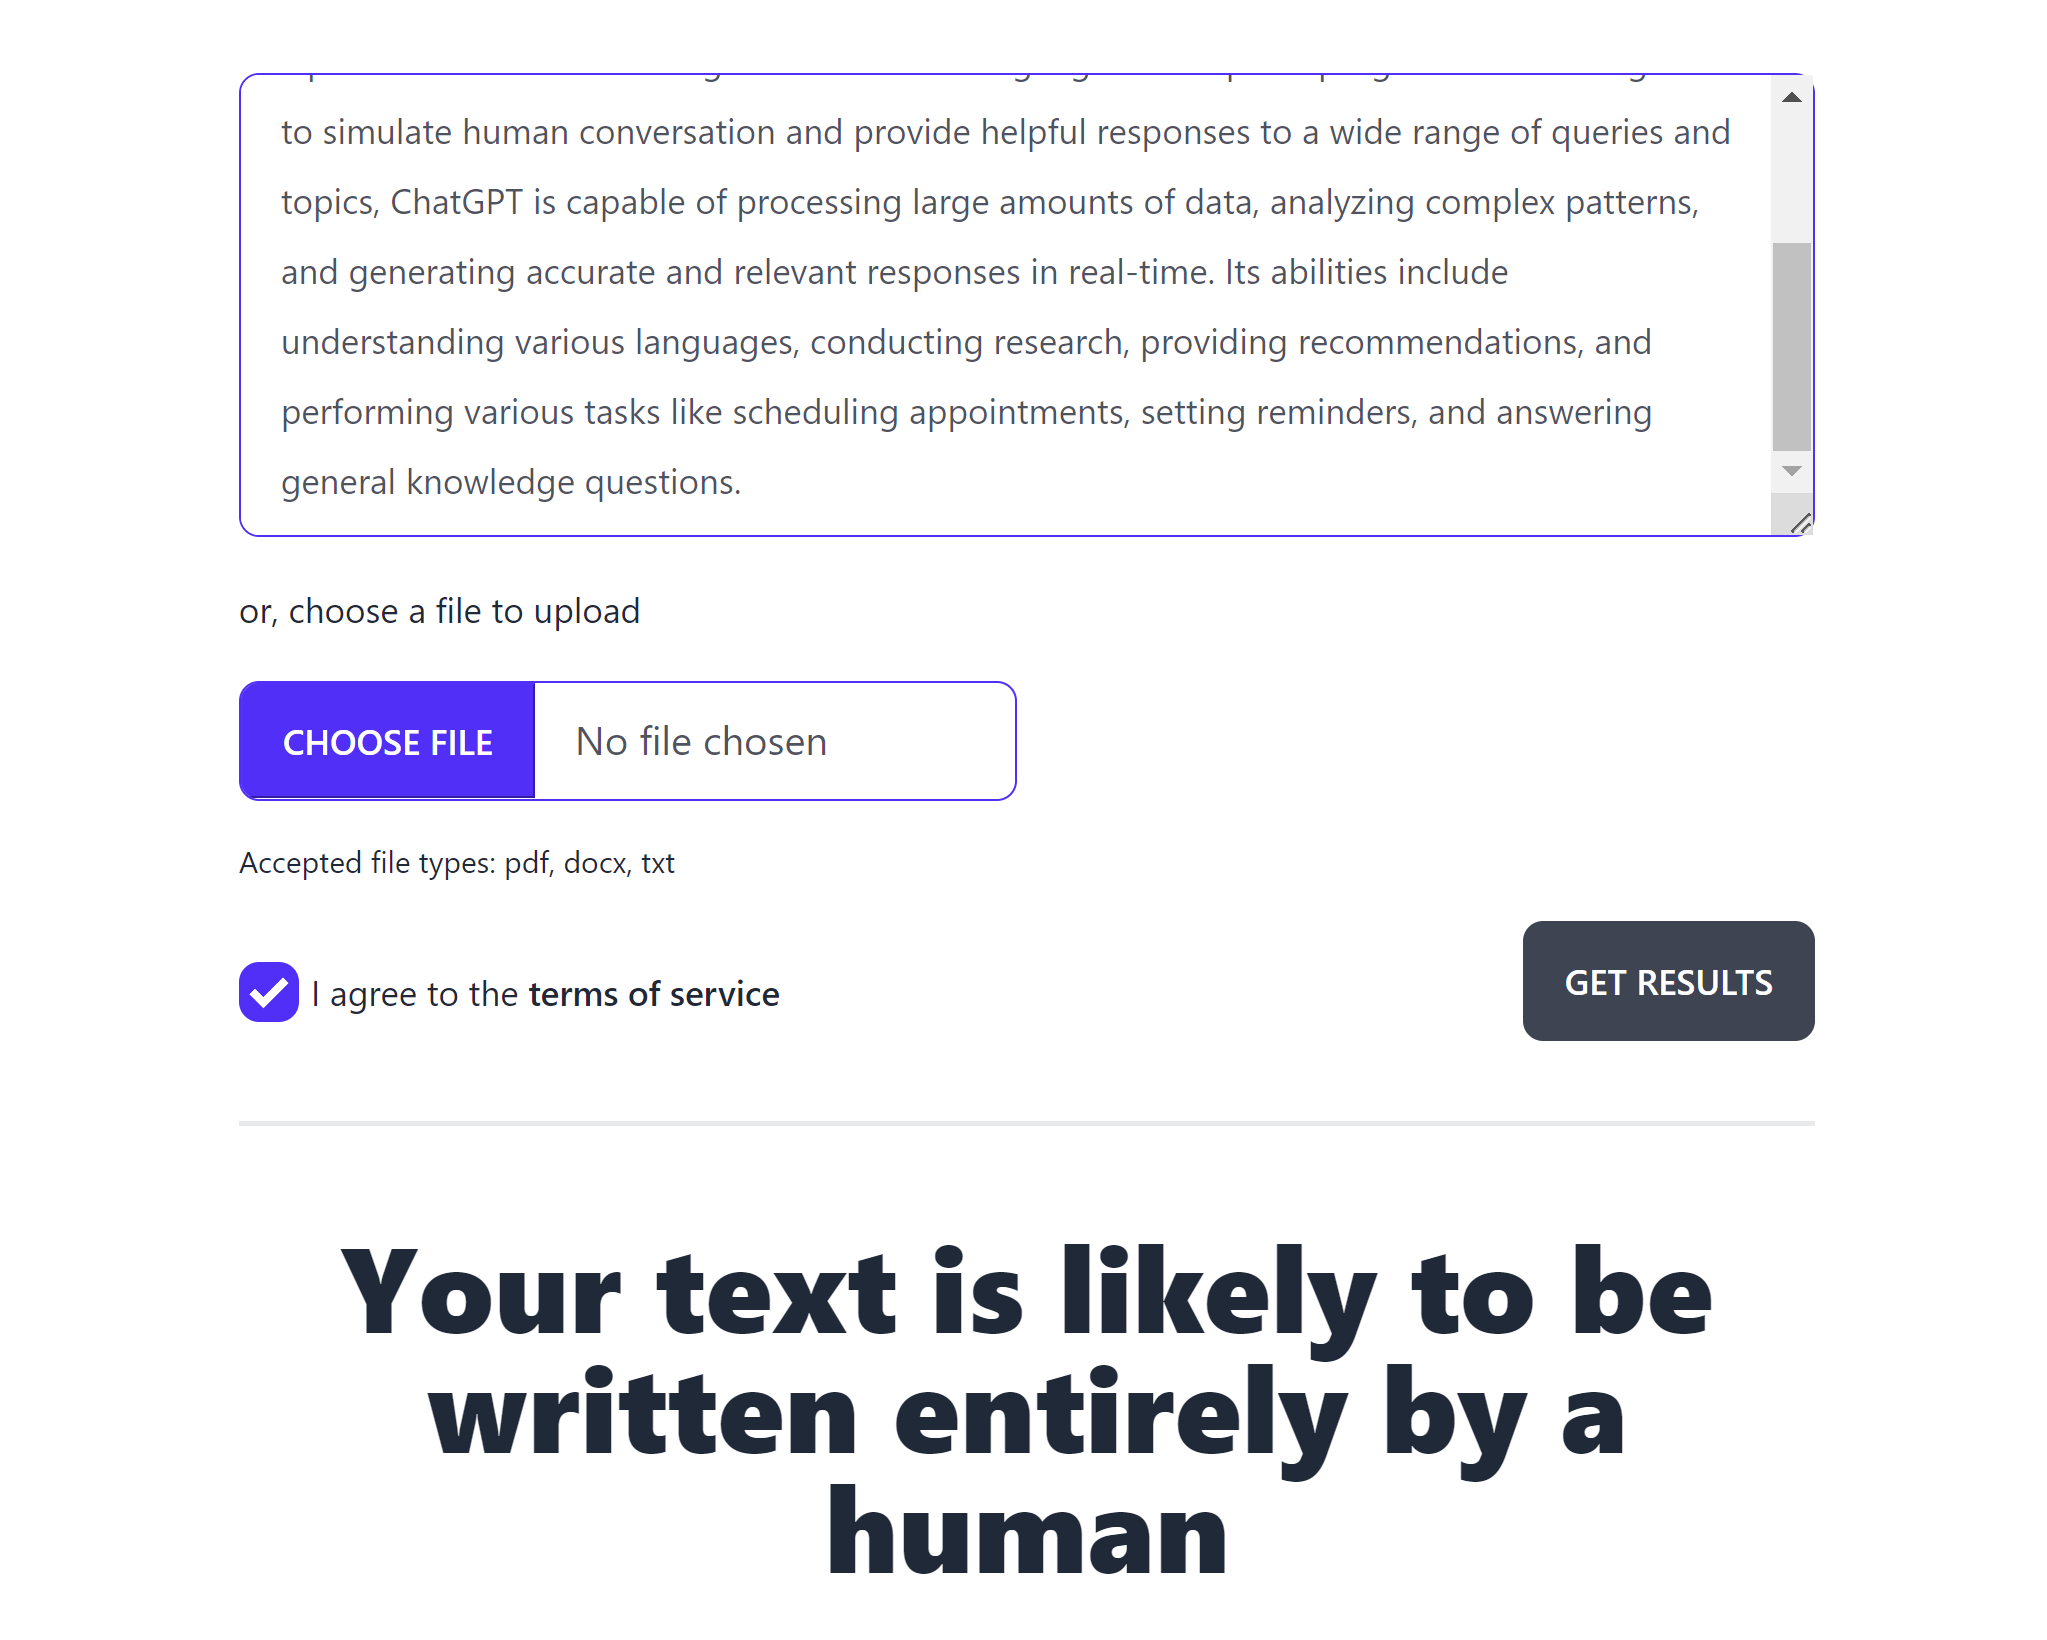 to simulate human conversation and provide helpful responses to a wide range of queries and
topics, ChatGPT is capable of processing large amounts of data, analyzing complex patterns,
and generating accurate and relevant responses in real-time. Its abilities include
understanding various languages, conducting research, providing recommendations, and
performing various tasks like scheduling appointments, setting reminders, and answering
general knowledge questions.
or, choose a file to upload
CHOOSE FILE No file chosen
Accepted file types: pdf, docx, txt
I agree to the terms of service
GET RESULTS
Your text is likely to be
written entirely by a
human